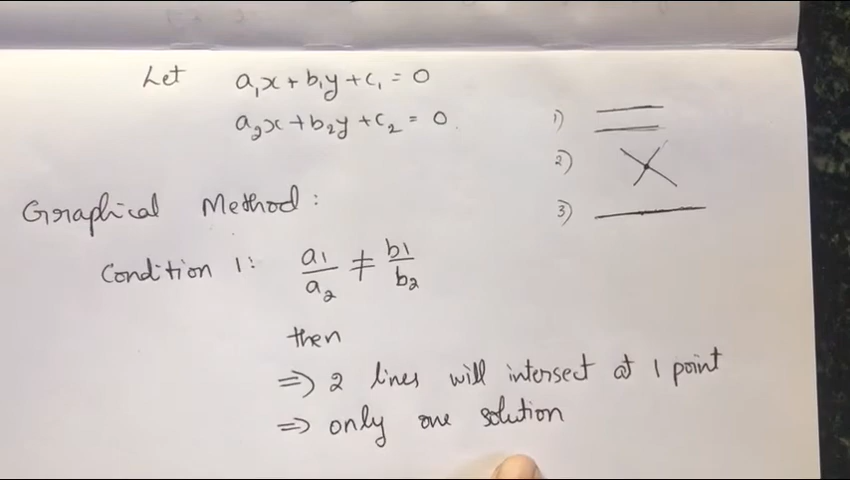 Let a₁x + b₁y + c₁ = 0
a₂x + b₂y + c₂ = 0
1)
2)
3)
Graphical Method :
Condition 1: a₁/a₂ ≠ b₁/b₂
then
⇒ 2 lines will intersect at 1 point
⇒ only one solution